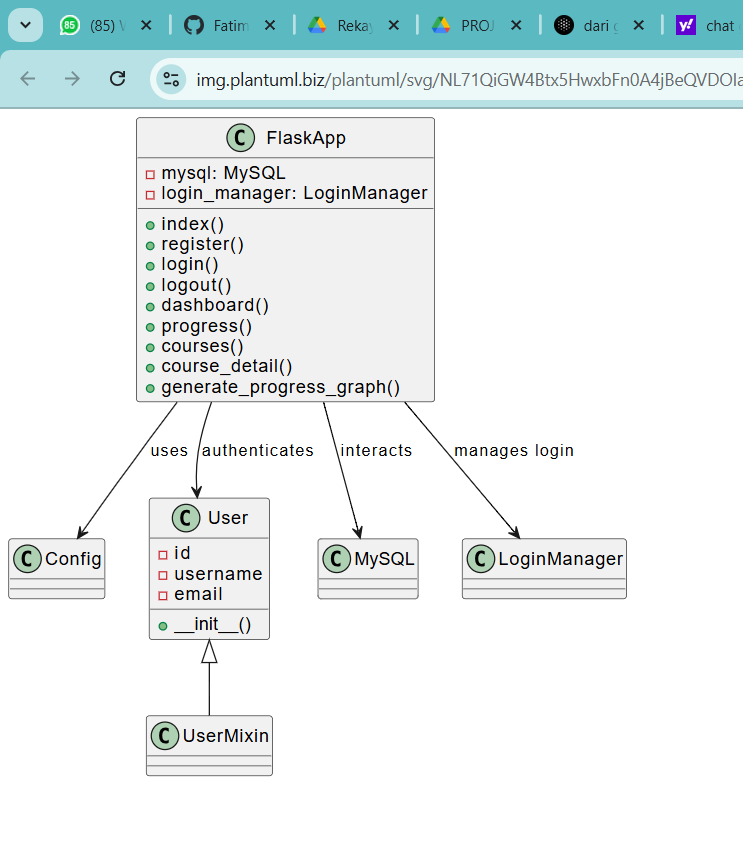 85 (85) Fatim Rekay PROJ dari chat
img.plantuml.biz/plantuml/svg/NL71QiGW4Btx5HwxbFn0A4jBeQVDOIa
C FlaskApp
mysql: MySQL
login_manager: LoginManager
index()
register()
login()
logout()
dashboard()
progress()
courses()
course_detail()
generate_progress_graph()
uses authenticates interacts manages login
C User
id
username
email
__init__()
C Config
C MySQL
C LoginManager
C UserMixin